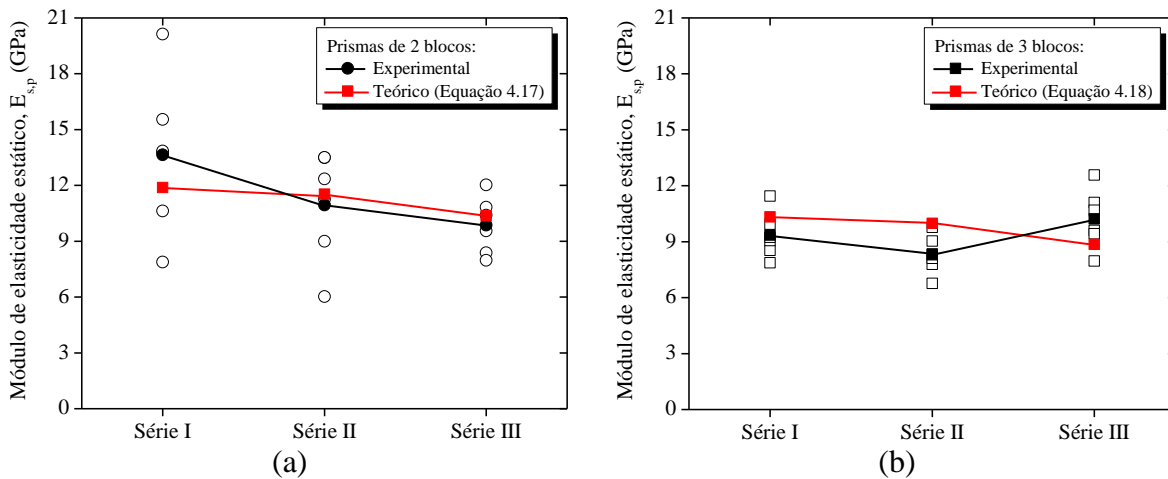 Módulo de elasticidade estático, E_s,p (GPa)
21
18
15
12
9
6
3
0
Prismas de 2 blocos:
Experimental
Teórico (Equação 4.17)
Série I Série II Série III
(a)
Módulo de elasticidade estático, E_s,p (GPa)
21
18
15
12
9
6
3
0
Prismas de 3 blocos:
Experimental
Teórico (Equação 4.18)
Série I Série II Série III
(b)